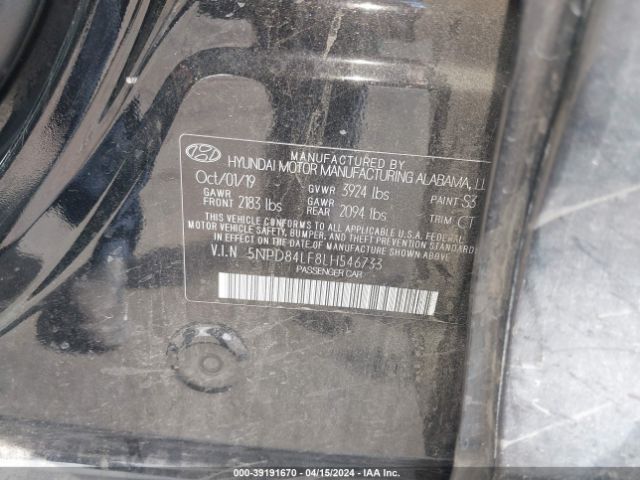 MANUFACTURED BY
HYUNDAI MOTOR MANUFACTURING ALABAMA, LL
Oct/01/19 GVWR 3924 lbs PAINT S3
GAWR FRONT 2183 lbs GAWR REAR 2094 lbs TRIM CT
THIS VEHICLE CONFORMS TO ALL APPLICABLE U.S.A. FEDERAL
MOTOR VEHICLE SAFETY, BUMPER, AND THEFT PREVENTION STANDARDS
IN EFFECT ON THE DATE OF MANUFACTURE SHOWN ABOVE.
V.I.N 5NPD84LF8LH546733
PASSENGER CAR
000-39191670 - 04/15/2024 - IAA Inc.